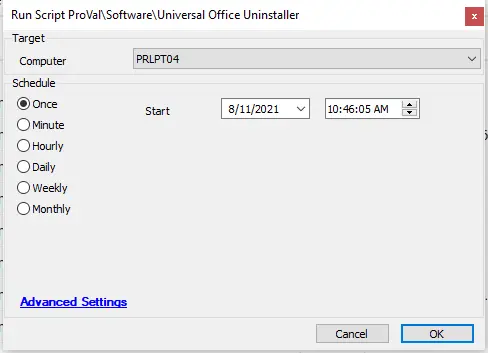 Run Script ProVal\Software\Universal Office Uninstaller
x
Target
Computer PRLPT04
Schedule
Once Start 8/11/2021 10:46:05 AM
Minute
Hourly
Daily
Weekly
Monthly
Advanced Settings
Cancel OK